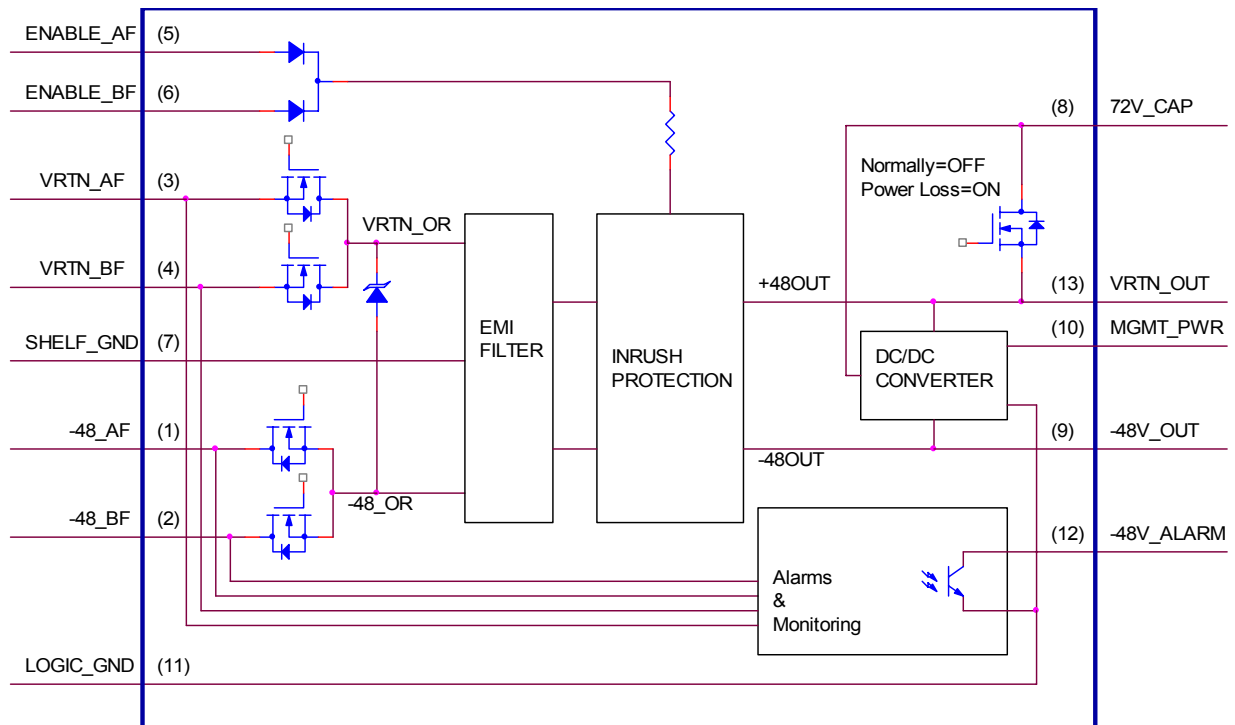 ENABLE_AF (5)
ENABLE_BF (6)
VRTN_AF (3)
VRTN_BF (4)
SHELF_GND (7)
-48_AF (1)
-48_BF (2)
LOGIC_GND (11)
VRTN_OR
-48_OR
EMI
FILTER
INRUSH
PROTECTION
+48OUT
-48OUT
Normally=OFF
Power Loss=ON
DC/DC
CONVERTER
Alarms
&
Monitoring
(8) 72V_CAP
(13) VRTN_OUT
(10) MGMT_PWR
(9) -48V_OUT
(12) -48V_ALARM